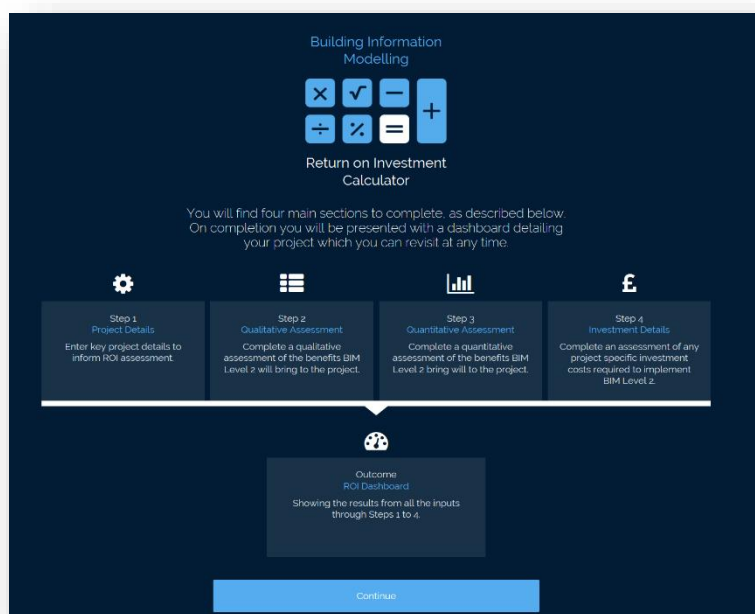 Building Information
Modelling
Return on Investment
Calculator
You will find four main sections to complete, as described below.
On completion you will be presented with a dashboard detailing
your project which you can revisit at any time.
Step 1
Project Details
Enter key project details to
inform ROI assessment.
Step 2
Qualitative Assessment
Complete a qualitative
assessment of the benefits BIM
Level 2 will bring to the project.
Step 3
Quantitative Assessment
Complete a quantitative
assessment of the benefits BIM
Level 2 bring will to the project.
£
Step 4
Investment Details
Complete an assessment of any
project specific investment
costs required to implement
BIM Level 2.
Outcome
ROI Dashboard
Showing the results from all the inputs
through Steps 1 to 4.
Continue